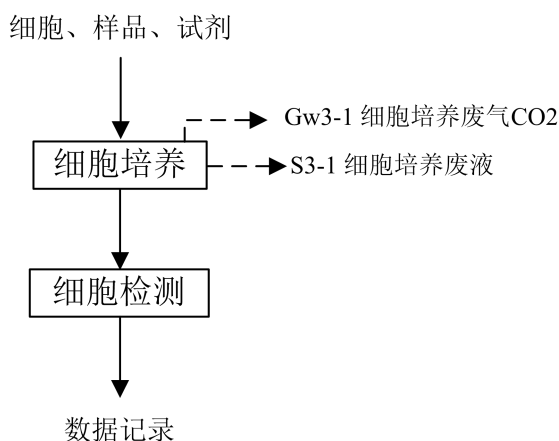 细胞、样品、试剂
Gw3-1 细胞培养废气CO2
细胞培养
S3-1 细胞培养废液
细胞检测
数据记录